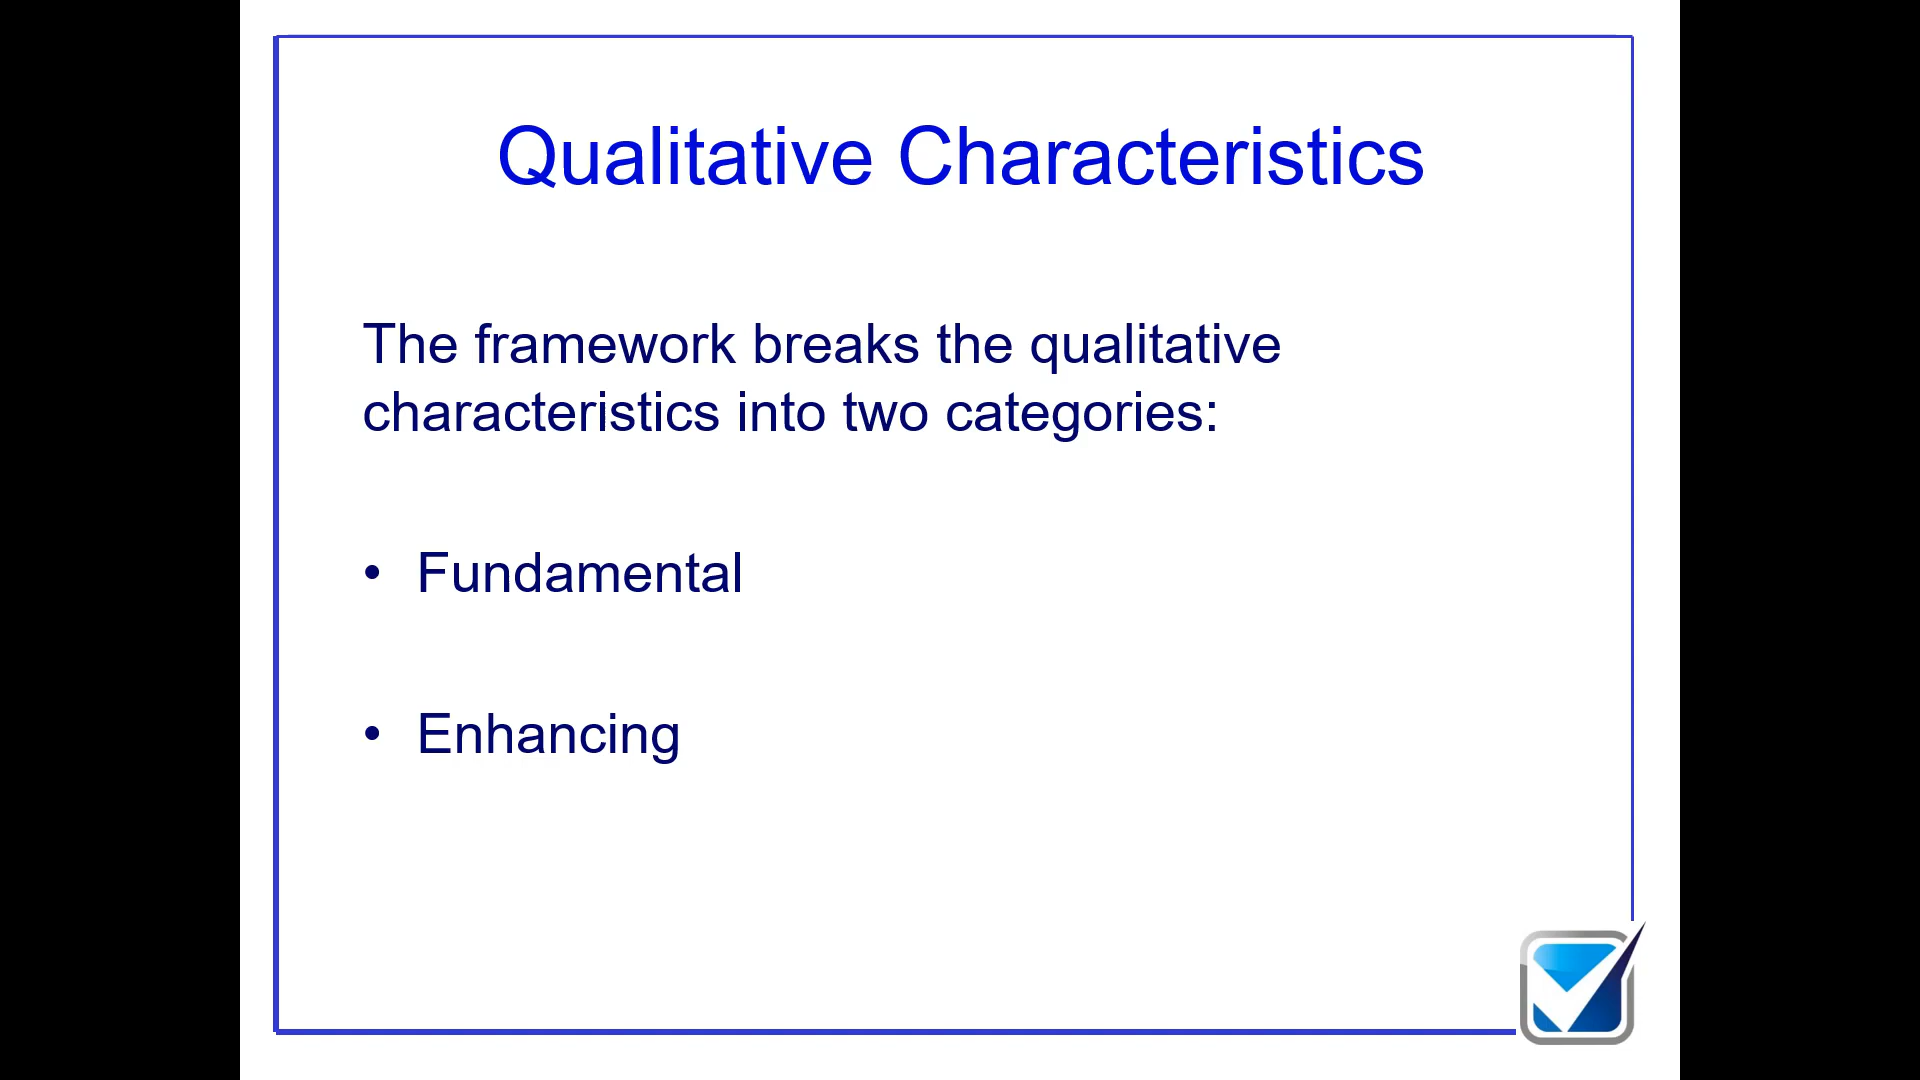 Qualitative Characteristics
The framework breaks the qualitative
characteristics into two categories:
• Fundamental
• Enhancing